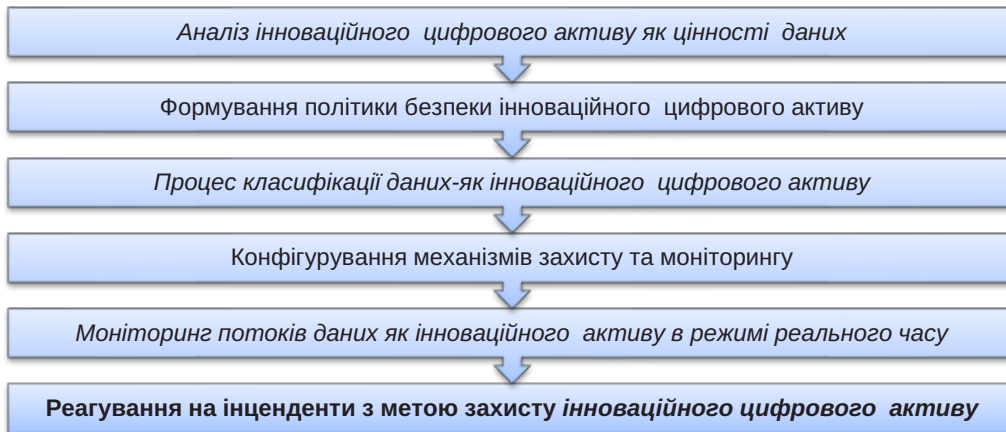 Аналіз інноваційного цифрового активу як цінності даних
Формування політики безпеки інноваційного цифрового активу
Процес класифікації даних-як інноваційного цифрового активу
Конфігурування механізмів захисту та моніторингу
Моніторинг потоків даних як інноваційного активу в режимі реального часу
Реагування на інценденти з метою захисту інноваційного цифрового активу